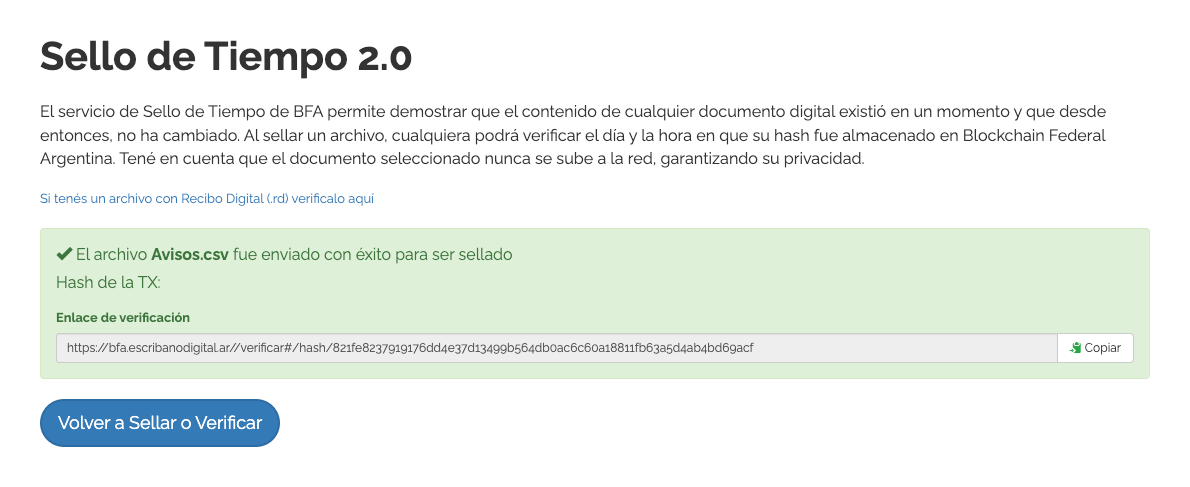 Sello de Tiempo 2.0
El servicio de Sello de Tiempo de BFA permite demostrar que el contenido de cualquier documento digital existió en un momento y que desde
entonces, no ha cambiado. Al sellar un archivo, cualquiera podrá verificar el día y la hora en que su hash fue almacenado en Blockchain Federal
Argentina. Tené en cuenta que el documento seleccionado nunca se sube a la red, garantizando su privacidad.
Si tenés un archivo con Recibo Digital (.rd) verificalo aquí
El archivo Avisos.csv fue enviado con éxito para ser sellado
Hash de la TX:
Enlace de verificación
https://bfa.escribanodigital.ar//verificar#/hash/821fe8237919176dd4e37d13499b564db0ac6c60a18811fb63a5d4ab4bd69acf
Copiar
Volver a Sellar o Verificar